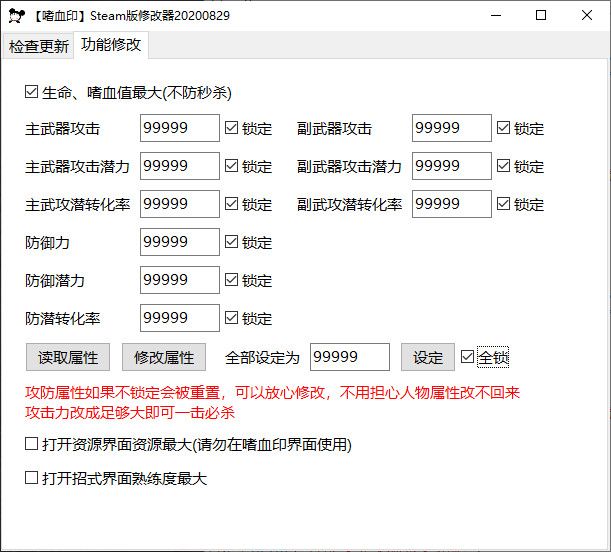 【嗜血印】Steam版修改器20200829
检查更新 功能修改
生命、嗜血值最大(不防秒杀)
主武器攻击 99999 锁定 副武器攻击 99999 锁定
主武器攻击潜力 99999 锁定 副武器攻击潜力 99999 锁定
主武攻潜转化率 99999 锁定 副武攻潜转化率 99999 锁定
防御力 99999 锁定
防御潜力 99999 锁定
防潜转化率 99999 锁定
读取属性 修改属性 全部设定为 99999 设定 全锁
攻防属性如果不锁定会被重置，可以放心修改，不用担心人物属性改不回来
攻击力改成足够大即可一击必杀
打开资源界面资源最大(请勿在嗜血印界面使用)
打开招式界面熟练度最大